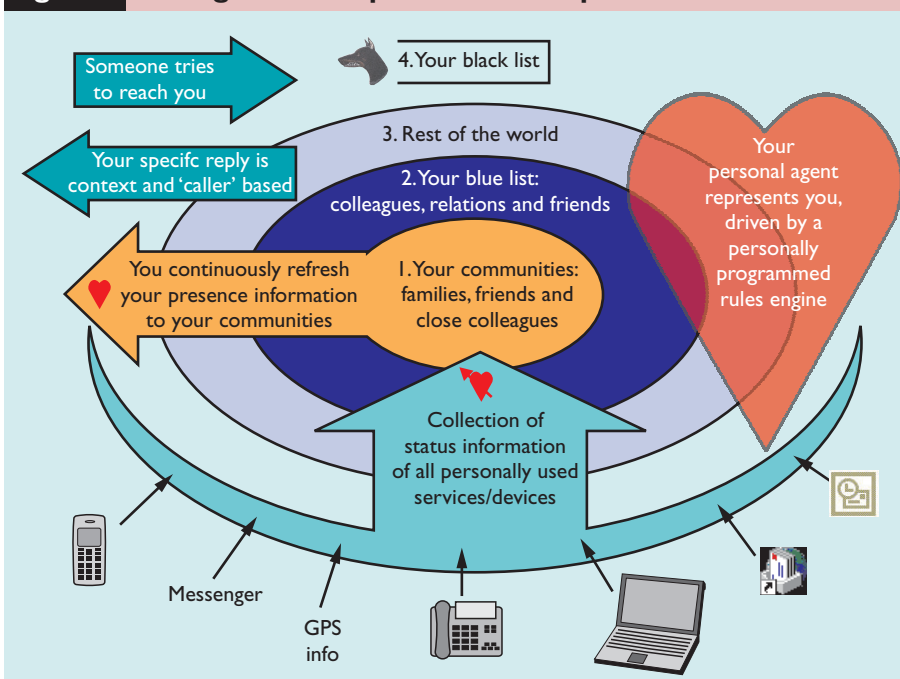 Someone tries
to reach you
4. Your black list
3. Rest of the world
Your specifc reply is
context and ‘caller’ based
2. Your blue list:
colleagues, relations and friends
Your
personal agent
represents you,
driven by a
personally
programmed
rules engine
You continuously refresh
your presence information
to your communities
1. Your communities:
families, friends and
close colleagues
Collection of
status information
of all personally used
services/devices
Messenger
GPS
info